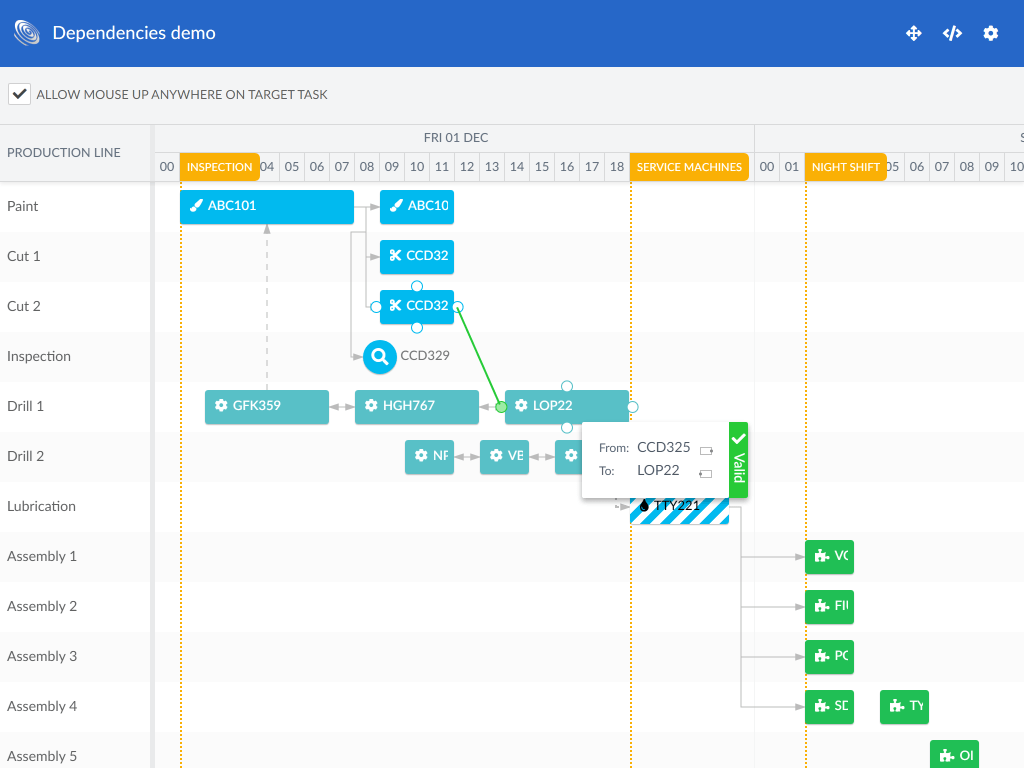 Dependencies demo
ALLOW MOUSE UP ANYWHERE ON TARGET TASK
PRODUCTION LINE
FRI 01 DEC
S
00 INSPECTION 04 05 06 07 08 09 10 11 12 13 14 15 16 17 18 SERVICE MACHINES 00 01 NIGHT SHIFT 05 06 07 08 09 10
Paint ABC101 ABC10
Cut 1 CCD32
Cut 2 CCD32
Inspection CCD329
Drill 1 GFK359 HGH767 LOP22
Drill 2 NF VE
From: CCD325
To: LOP22
Valid
Lubrication TTY221
Assembly 1 VO
Assembly 2 FIU
Assembly 3 PO
Assembly 4 SD TY
Assembly 5 OI